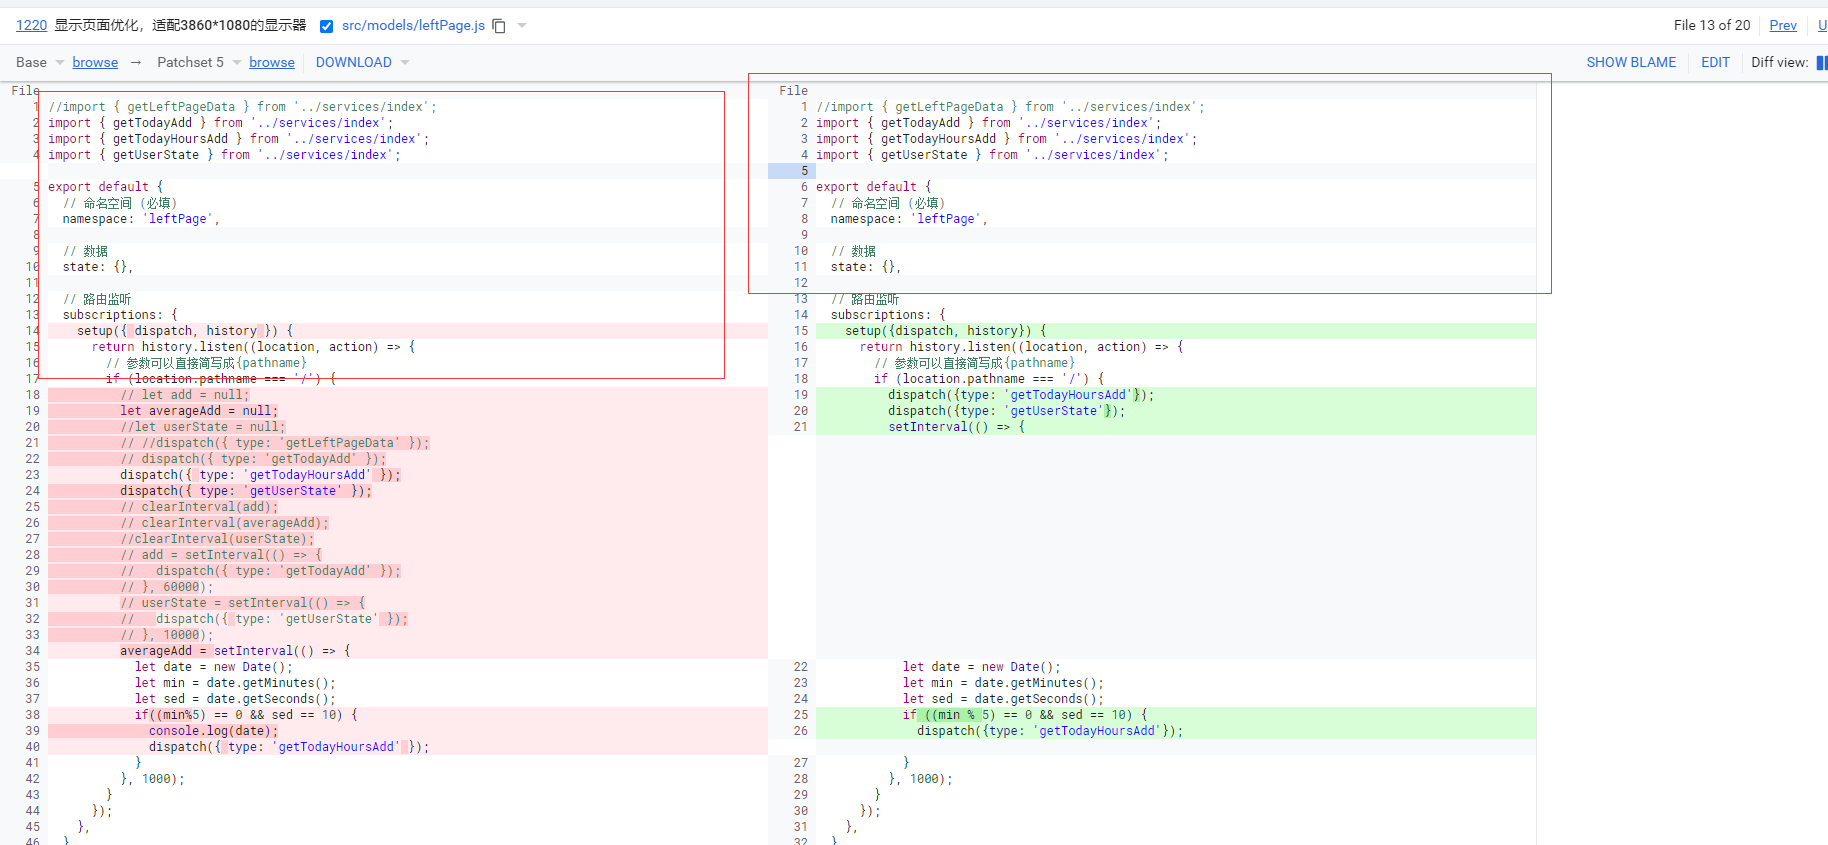 1220 显示页面优化，适配3860*1080的显示器 src/models/leftPage.js File 13 of 20 Prev U
Base browse → Patchset 5 browse DOWNLOAD SHOW BLAME EDIT Diff view:
File
1 //import { getLeftPageData } from '../services/index';
2 import { getTodayAdd } from '../services/index';
3 import { getTodayHoursAdd } from '../services/index';
4 import { getUserState } from '../services/index';
5 export default {
6 // 命名空间 (必填)
7 namespace: 'leftPage',
8
9 // 数据
10 state: {},
11
12 // 路由监听
13 subscriptions: {
14 setup({ dispatch, history }) {
15 return history.listen((location, action) => {
16 // 参数可以直接简写成{pathname}
17 if (location.pathname === '/') {
18 // let add = null;
19 let averageAdd = null;
20 //let userState = null;
21 // //dispatch({ type: 'getLeftPageData' });
22 // dispatch({ type: 'getTodayAdd' });
23 dispatch({ type: 'getTodayHoursAdd' });
24 dispatch({ type: 'getUserState' });
25 // clearInterval(add);
26 // clearInterval(averageAdd);
27 //clearInterval(userState);
28 // add = setInterval(() => {
29 //   dispatch({ type: 'getTodayAdd' });
30 // }, 60000);
31 // userState = setInterval(() => {
32 //   dispatch({ type: 'getUserState' });
33 // }, 10000);
34 averageAdd = setInterval(() => {
35 let date = new Date();
36 let min = date.getMinutes();
37 let sed = date.getSeconds();
38 if((min%5) == 0 && sed == 10) {
39 console.log(date);
40 dispatch({ type: 'getTodayHoursAdd' });
41 }
42 }, 1000);
43 }
44 });
45 },
46 }
File
1 //import { getLeftPageData } from '../services/index';
2 import { getTodayAdd } from '../services/index';
3 import { getTodayHoursAdd } from '../services/index';
4 import { getUserState } from '../services/index';
5
6 export default {
7 // 命名空间 (必填)
8 namespace: 'leftPage',
9
10 // 数据
11 state: {},
12
13 // 路由监听
14 subscriptions: {
15 setup({dispatch, history}) {
16 return history.listen((location, action) => {
17 // 参数可以直接简写成{pathname}
18 if (location.pathname === '/') {
19 dispatch({type: 'getTodayHoursAdd'});
20 dispatch({type: 'getUserState'});
21 setInterval(() => {
22 let date = new Date();
23 let min = date.getMinutes();
24 let sed = date.getSeconds();
25 if ((min % 5) == 0 && sed == 10) {
26 dispatch({type: 'getTodayHoursAdd'});
27 }
28 }, 1000);
29 }
30 });
31 },
32 }